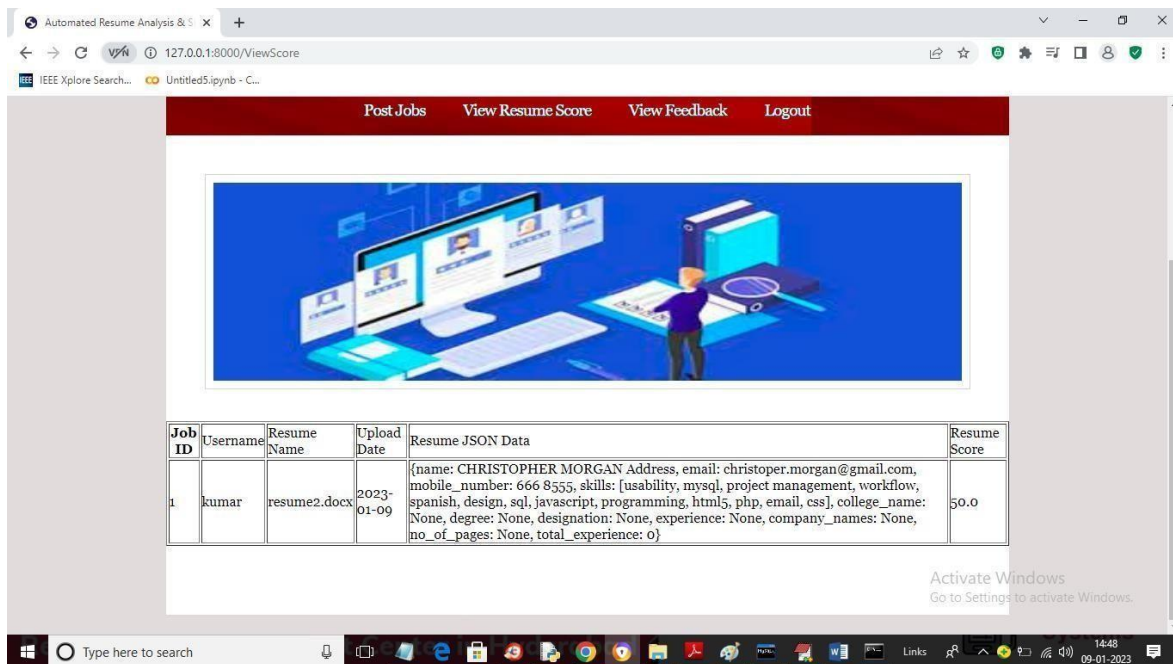 Automated Resume Analysis & S
127.0.0.1:8000/ViewScore
IEEE IEEE Xplore Search... CO Untitled5.ipynb - C...
Post Jobs View Resume Score View Feedback Logout
Job ID Username Resume Name Upload Date Resume JSON Data Resume Score
1 kumar resume2.docx 2023-01-09 {name: CHRISTOPHER MORGAN Address, email: christoper.morgan@gmail.com,
mobile_number: 666 8555, skills: [usability, mysql, project management, workflow,
spanish, design, sql, javascript, programming, html5, php, email, css], college_name:
None, degree: None, designation: None, experience: None, company_names: None,
no_of_pages: None, total_experience: 0} 50.0
Activate Windows
Go to Settings to activate Windows.
Type here to search
Links
14:48
09-01-2023